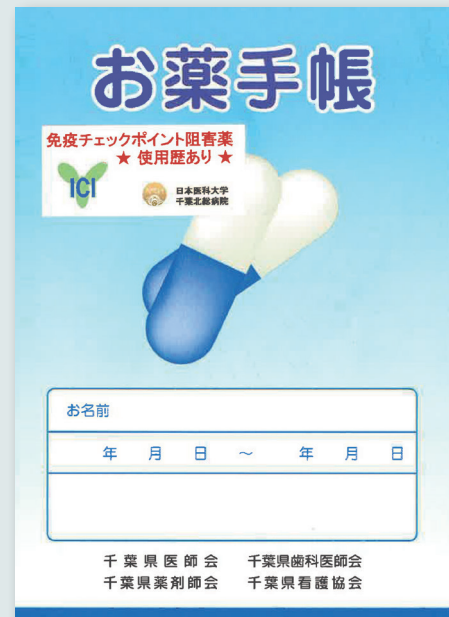 お薬手帳
免疫チェックポイント阻害薬
★ 使用歴あり ★
ICI
日本医科大学
千葉北総病院
お名前
年 月 日 ～ 年 月 日
千葉県医師会 千葉県歯科医師会
千葉県薬剤師会 千葉県看護協会